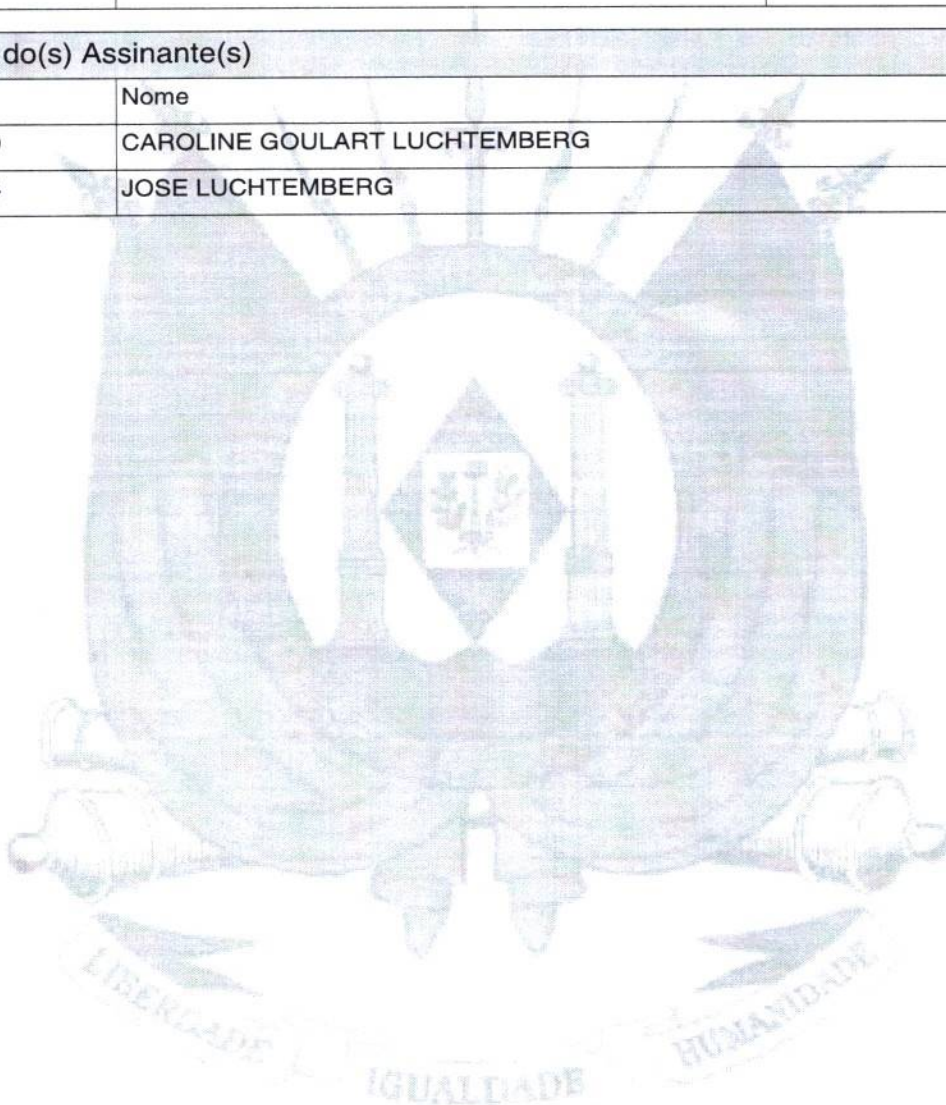 do(s) Assinante(s)
Nome
CAROLINE GOULART LUCHTEMBERG
JOSE LUCHTEMBERG
LIBERDADE
IGUALDADE
HUMANIDADE